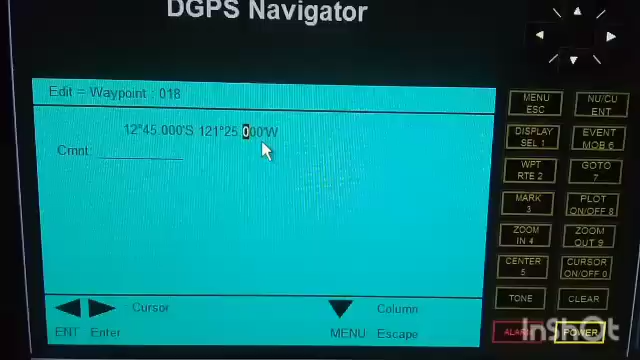 DGPS Navigator
Edit = Waypoint : 018
12°45.000'S 121°25.000'W
Cmnt:
Cursor
Column
ENT Enter
MENU Escape
MENU
ESC
NU/CU
ENT
DISPLAY
SEL 1
EVENT
MOB 6
WPT
RTE 2
GOTO
7
MARK
3
PLOT
ON/OFF 8
ZOOM
IN 4
ZOOM
OUT 9
CENTER
5
CURSOR
ON/OFF 0
TONE
CLEAR
ALARM
POWER
InShOt